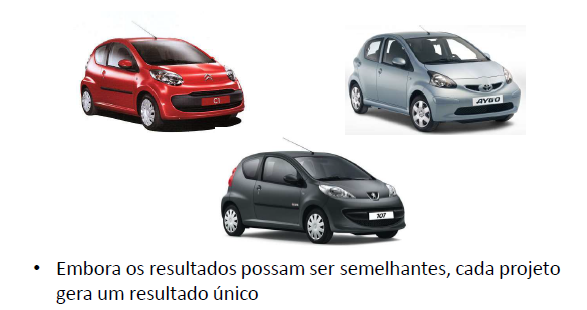 C1
AYGO
107
• Embora os resultados possam ser semelhantes, cada projeto
gera um resultado único